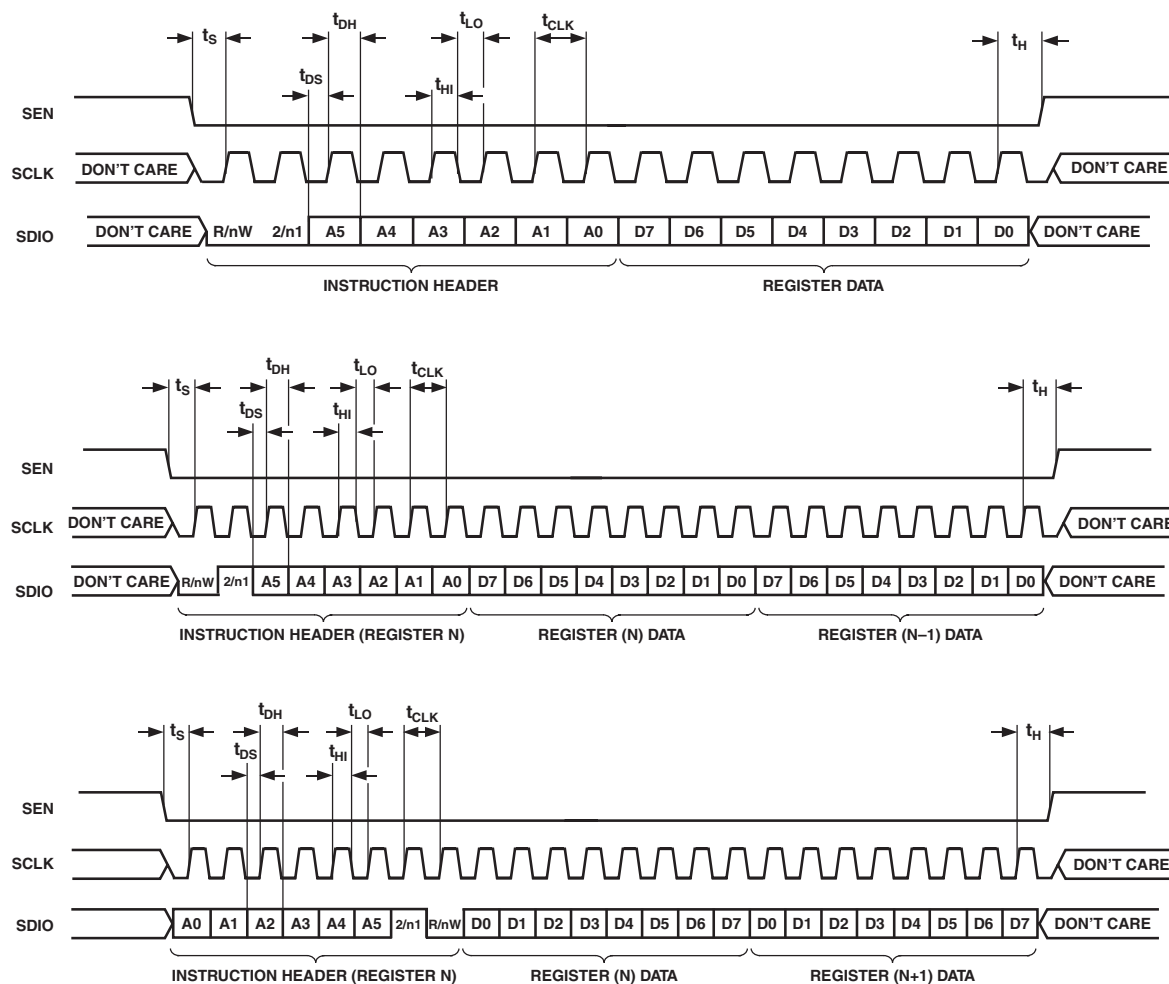 tS tDH tLO tCLK tH
tDS tHI
SEN
SCLK DON'T CARE DON'T CARE
SDIO DON'T CARE R/nW 2/n1 A5 A4 A3 A2 A1 A0 D7 D6 D5 D4 D3 D2 D1 D0 DON'T CARE
INSTRUCTION HEADER REGISTER DATA
tS tDH tLO tCLK tH
tDS tHI
SEN
SCLK DON'T CARE DON'T CARE
SDIO DON'T CARE R/nW 2/n1 A5 A4 A3 A2 A1 A0 D7 D6 D5 D4 D3 D2 D1 D0 D7 D6 D5 D4 D3 D2 D1 D0 DON'T CARE
INSTRUCTION HEADER (REGISTER N) REGISTER (N) DATA REGISTER (N–1) DATA
tS tDH tLO tCLK tH
tDS tHI
SEN
SCLK DON'T CARE
SDIO A0 A1 A2 A3 A4 A5 2/n1 R/nW D0 D1 D2 D3 D4 D5 D6 D7 D0 D1 D2 D3 D4 D5 D6 D7 DON'T CARE
INSTRUCTION HEADER (REGISTER N) REGISTER (N) DATA REGISTER (N+1) DATA